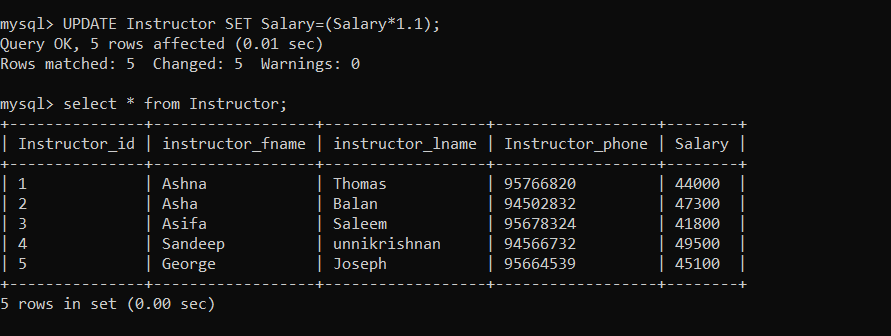 mysql> UPDATE Instructor SET Salary=(Salary*1.1);
Query OK, 5 rows affected (0.01 sec)
Rows matched: 5  Changed: 5  Warnings: 0
mysql> select * from Instructor;
+---------------+------------------+------------------+------------------+--------+
| Instructor_id | instructor_fname | instructor_lname | Instructor_phone | Salary |
+---------------+------------------+------------------+------------------+--------+
| 1             | Ashna            | Thomas           | 95766820         | 44000  |
| 2             | Asha             | Balan            | 94502832         | 47300  |
| 3             | Asifa            | Saleem           | 95678324         | 41800  |
| 4             | Sandeep          | unnikrishnan     | 94566732         | 49500  |
| 5             | George           | Joseph           | 95664539         | 45100  |
+---------------+------------------+------------------+------------------+--------+
5 rows in set (0.00 sec)